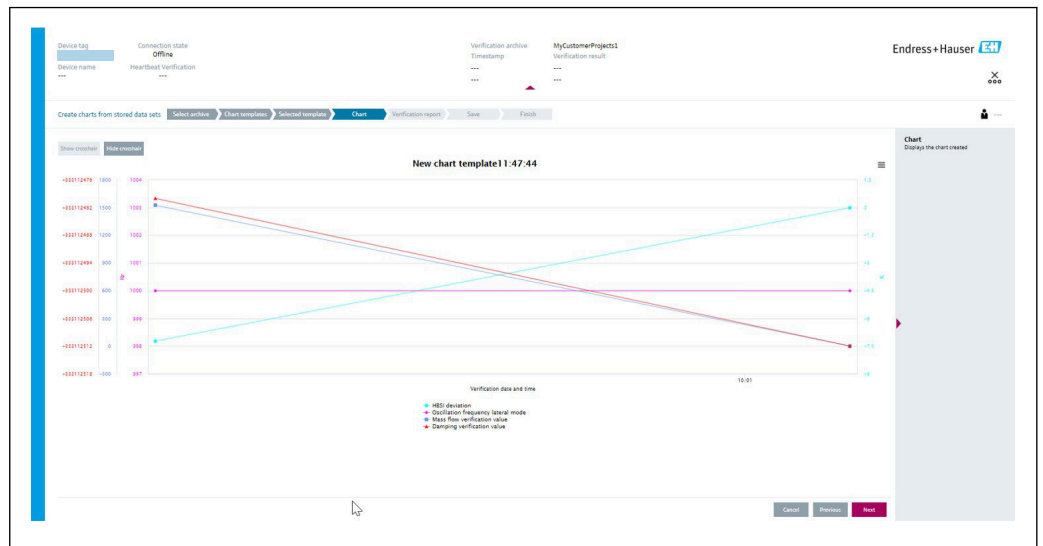 Device tag
Connection state
Offline
Verification archive
MyCustomerProjects1
Timestamp
Verification result
Endress+Hauser EH
Device name
Heartbeat Verification
---
---
---
---
---
---
Create charts from stored data sets
Select archive
Chart templates
Selected template
Chart
Verification report
Save
Finish
Chart
Displays the chart created
Show crosshair
Hide crosshair
New chart template11:47:44
1800 1004
1500 1003
1200 1002
900 1001
Hz
600 1000
300 999
0 998
-300 997
10:01
Verification date and time
HBSI deviation
Oscillation frequency lateral mode
Mass flow verification value
Damping verification value
Cancel
Previous
Next